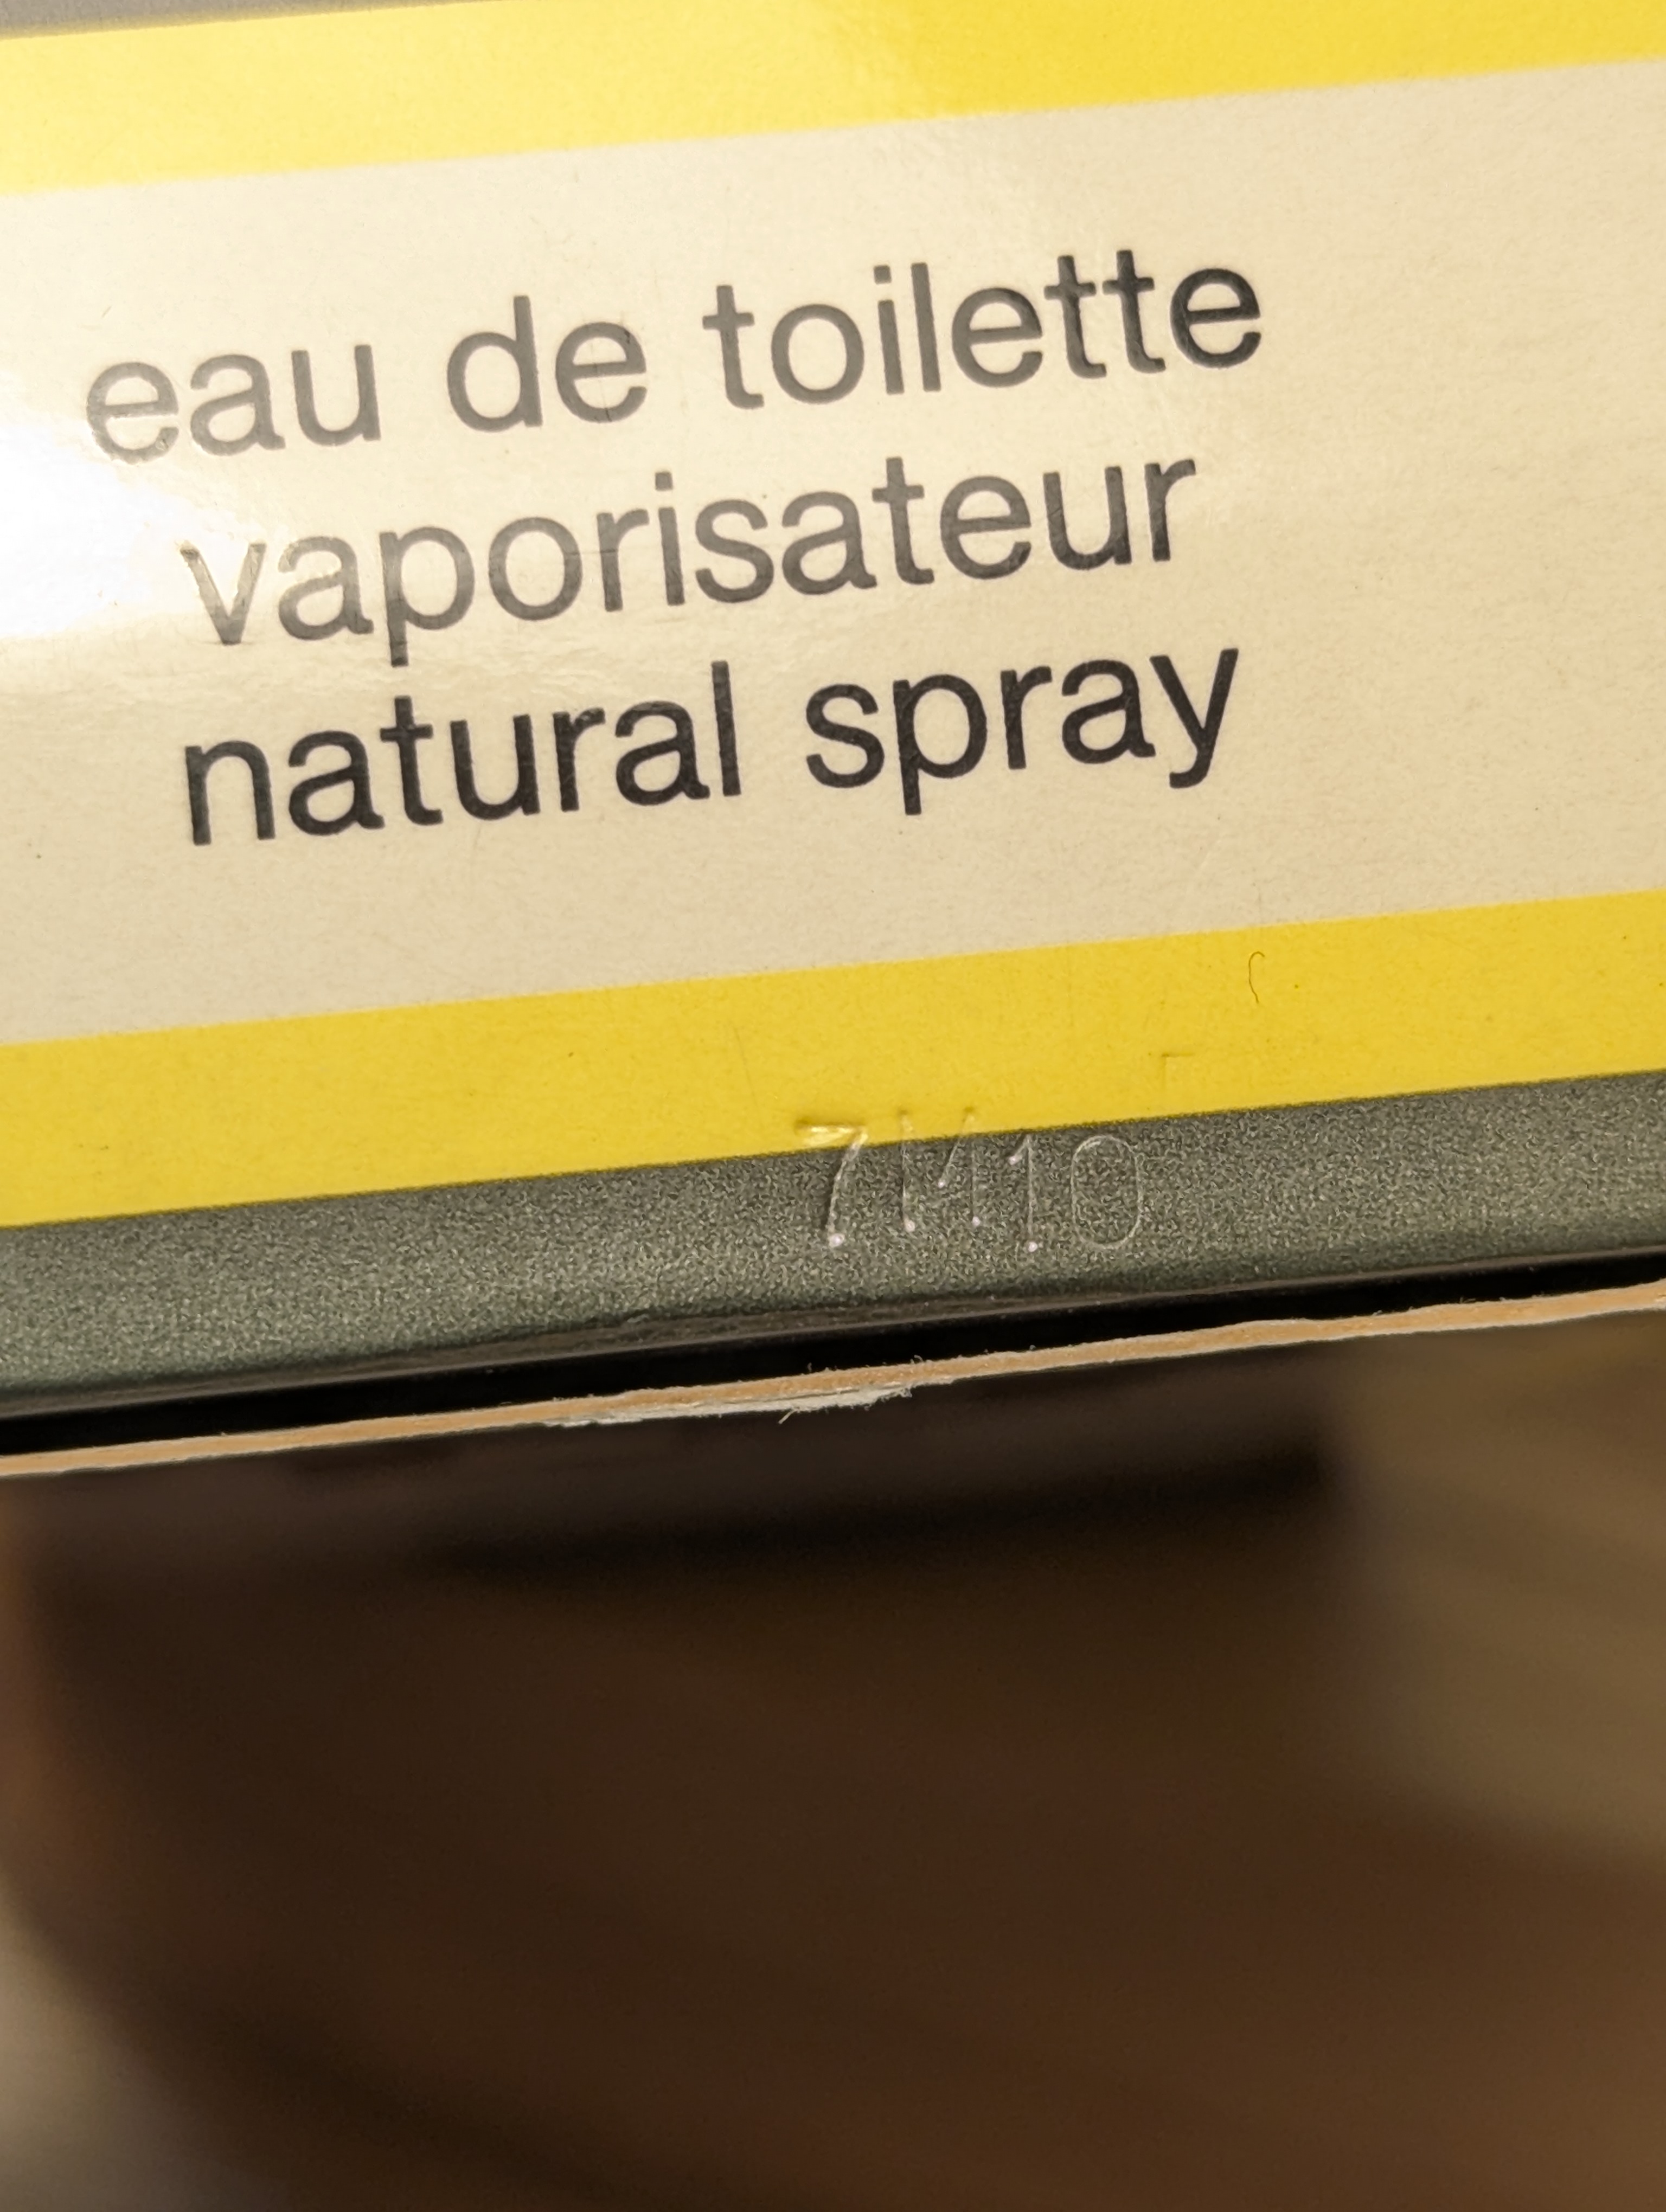 eau de toilette
vaporisateur
natural spray
7M10